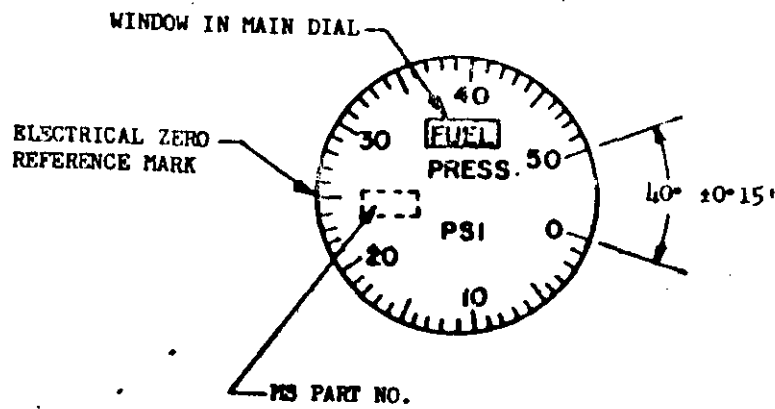 WINDOW IN MAIN DIAL
ELECTRICAL ZERO
REFERENCE MARK
40
30
FUEL
50
PRESS.
40° ±0°15'
PSI
0
20
10
MS PART NO.